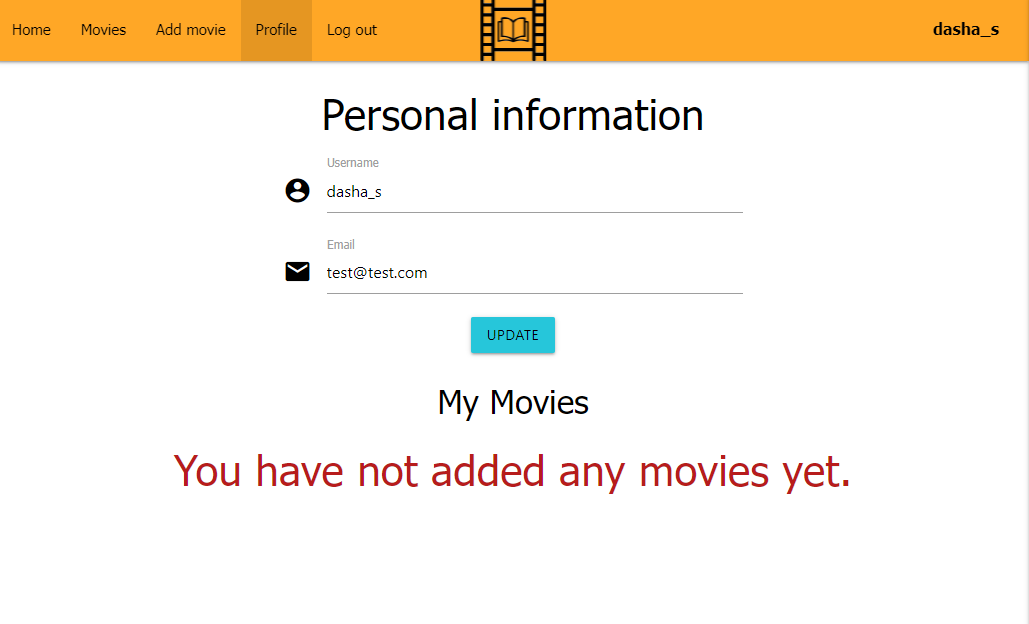 Home Movies Add movie Profile Log out dasha_s
Personal information
Username
dasha_s
Email
test@test.com
UPDATE
My Movies
You have not added any movies yet.